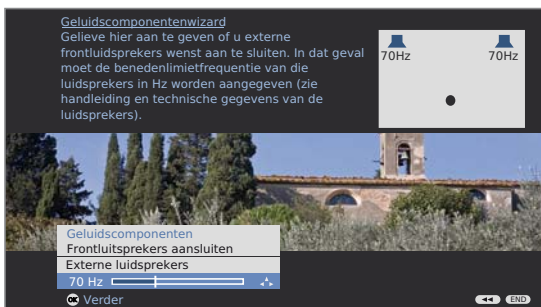 Geluidscomponentenwizard
Gelieve hier aan te geven of u externe
frontluidsprekers wenst aan te sluiten. In dat geval
moet de benedenlimietfrequentie van die
luidsprekers in Hz worden aangegeven (zie
handleiding en technische gegevens van de
luidsprekers).
70Hz 70Hz
Geluidscomponenten
Frontluitsprekers aansluiten
Externe luidsprekers
70 Hz
OK Verder
END